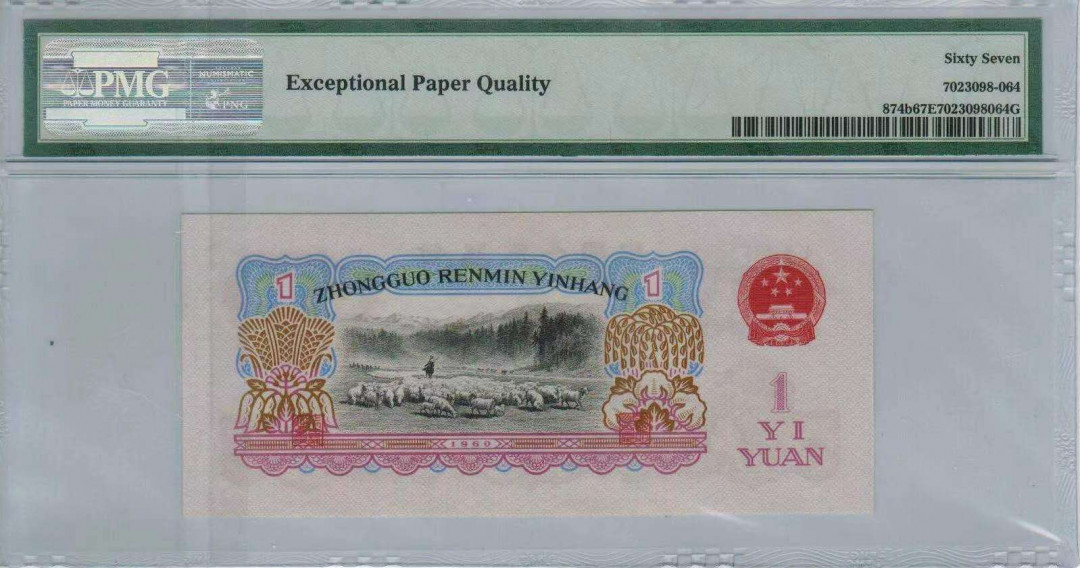 PMG
PAPER MONEY GUARANTY
NUMISMATIC
PNG
Exceptional Paper Quality
Sixty Seven
7023098-064
874b67E7023098064G
1
ZHONGGUO RENMIN YINHANG
1
1960
1
YI
YUAN